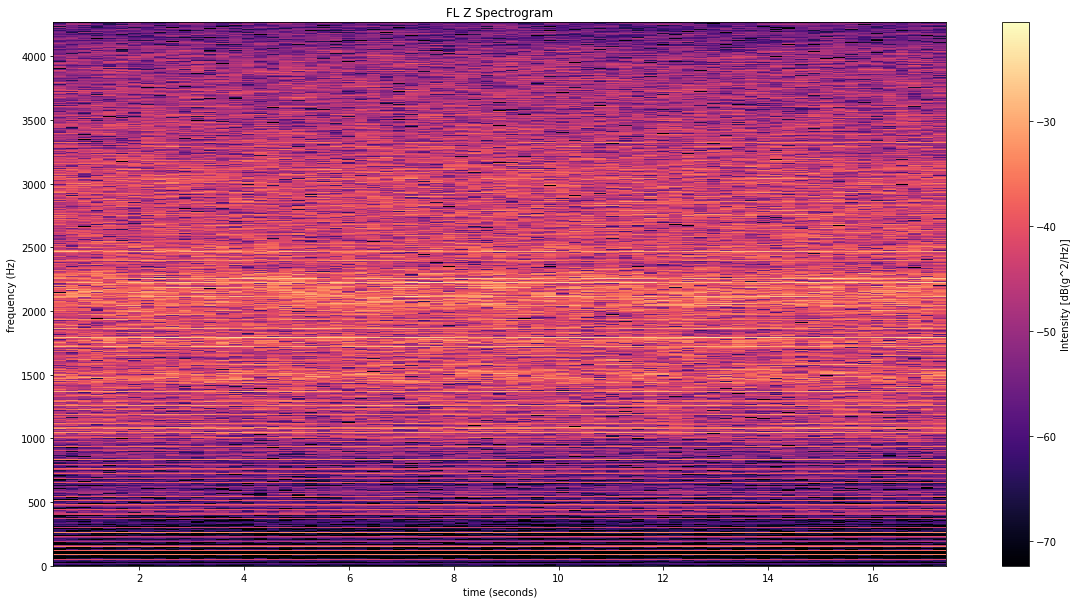 FL Z Spectrogram
4000
3500
3000
2500
2000
1500
1000
500
0
frequency (Hz)
2 4 6 8 10 12 14 16
time (seconds)
−30
−40
−50
−60
−70
Intensity [dB(g^2/Hz)]